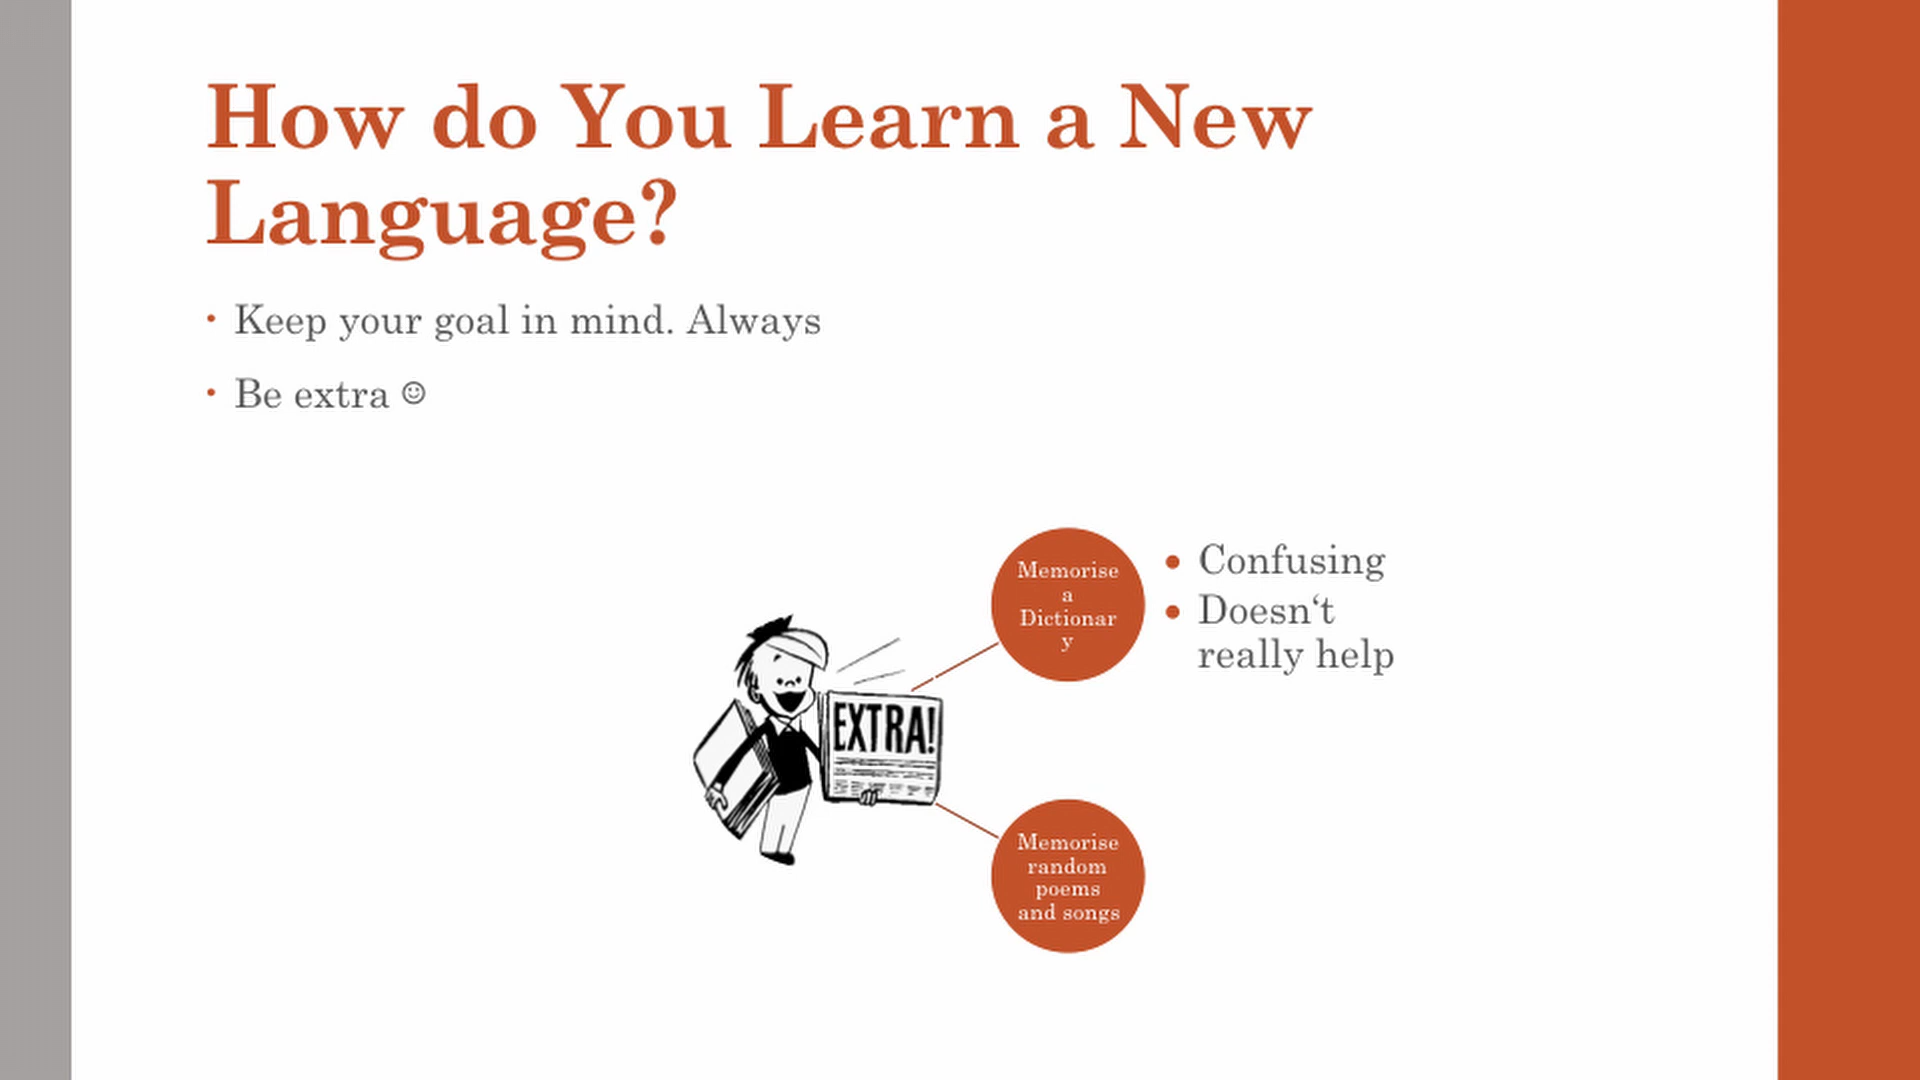 How do You Learn a New
Language?
• Keep your goal in mind. Always
• Be extra ☺
Memorise
a
Dictionar
y
• Confusing
• Doesn‘t
really help
EXTRA!
Memorise
random
poems
and songs